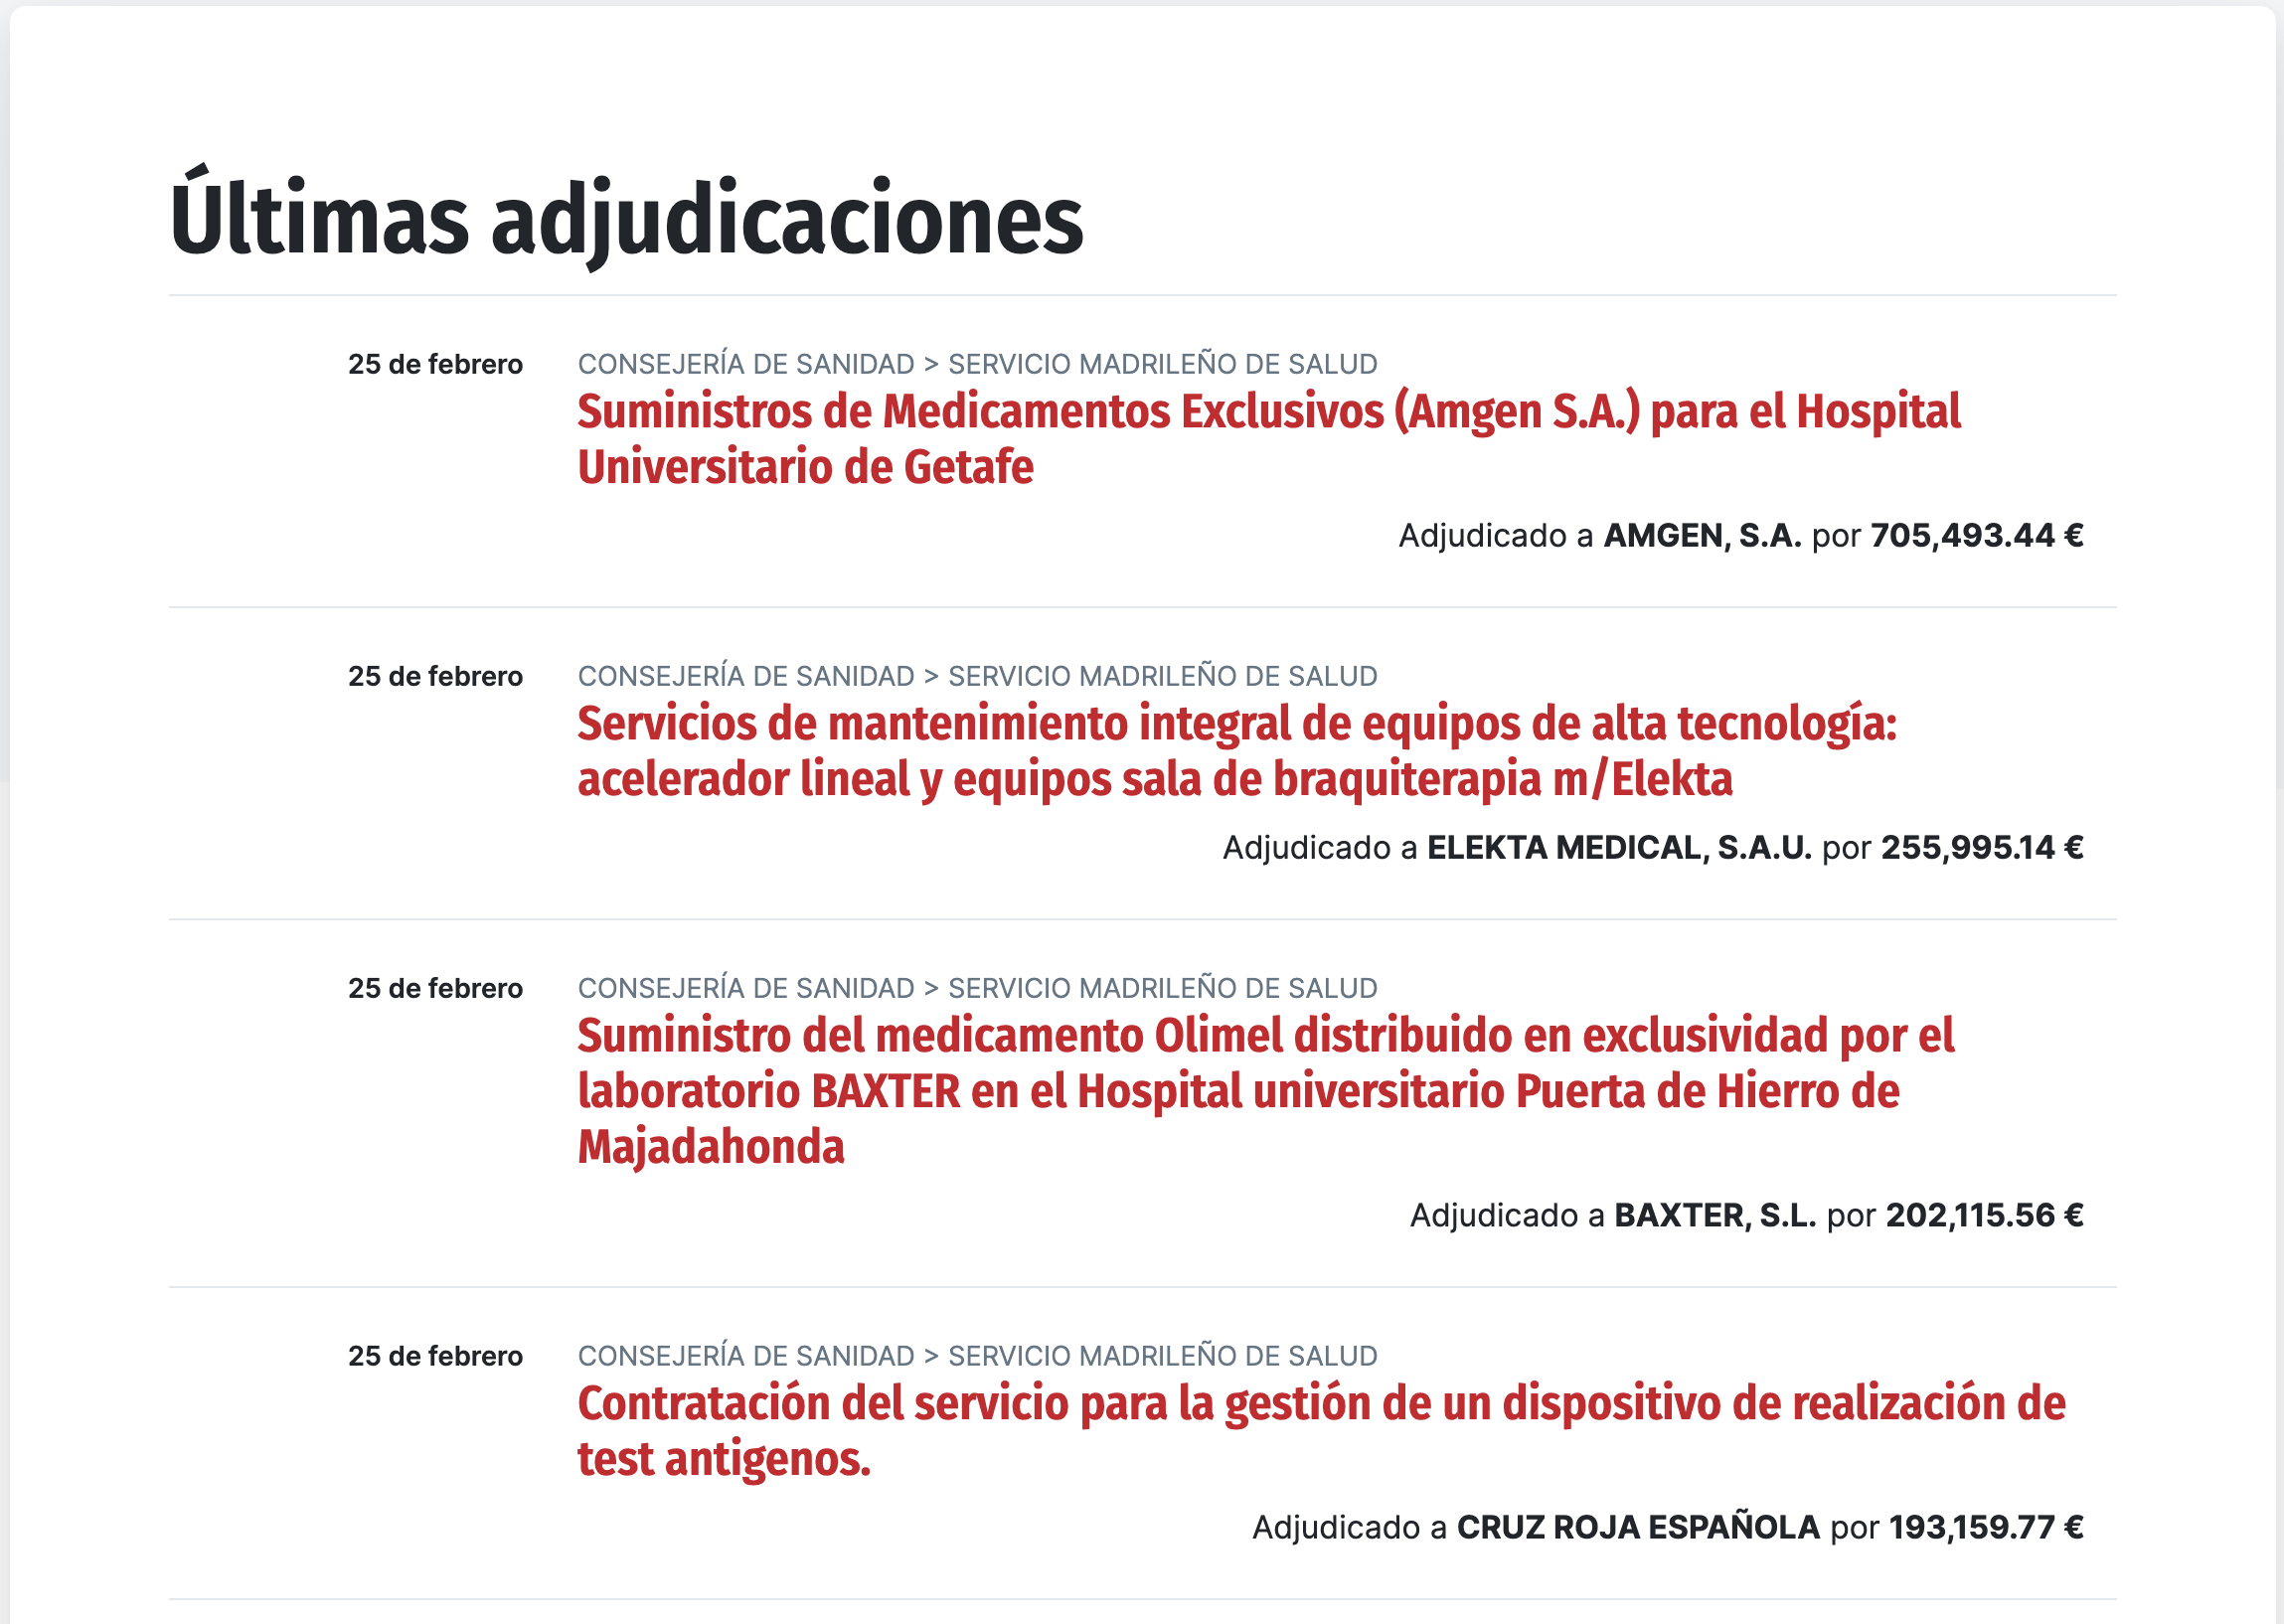 Últimas adjudicaciones
25 de febrero
CONSEJERÍA DE SANIDAD > SERVICIO MADRILEÑO DE SALUD
Suministros de Medicamentos Exclusivos (Amgen S.A.) para el Hospital
Universitario de Getafe
Adjudicado a AMGEN, S.A. por 705,493.44 €
25 de febrero
CONSEJERÍA DE SANIDAD > SERVICIO MADRILEÑO DE SALUD
Servicios de mantenimiento integral de equipos de alta tecnología:
acelerador lineal y equipos sala de braquiterapia m/Elekta
Adjudicado a ELEKTA MEDICAL, S.A.U. por 255,995.14 €
25 de febrero
CONSEJERÍA DE SANIDAD > SERVICIO MADRILEÑO DE SALUD
Suministro del medicamento Olimel distribuido en exclusividad por el
laboratorio BAXTER en el Hospital universitario Puerta de Hierro de
Majadahonda
Adjudicado a BAXTER, S.L. por 202,115.56 €
25 de febrero
CONSEJERÍA DE SANIDAD > SERVICIO MADRILEÑO DE SALUD
Contratación del servicio para la gestión de un dispositivo de realización de
test antigenos.
Adjudicado a CRUZ ROJA ESPAÑOLA por 193,159.77 €